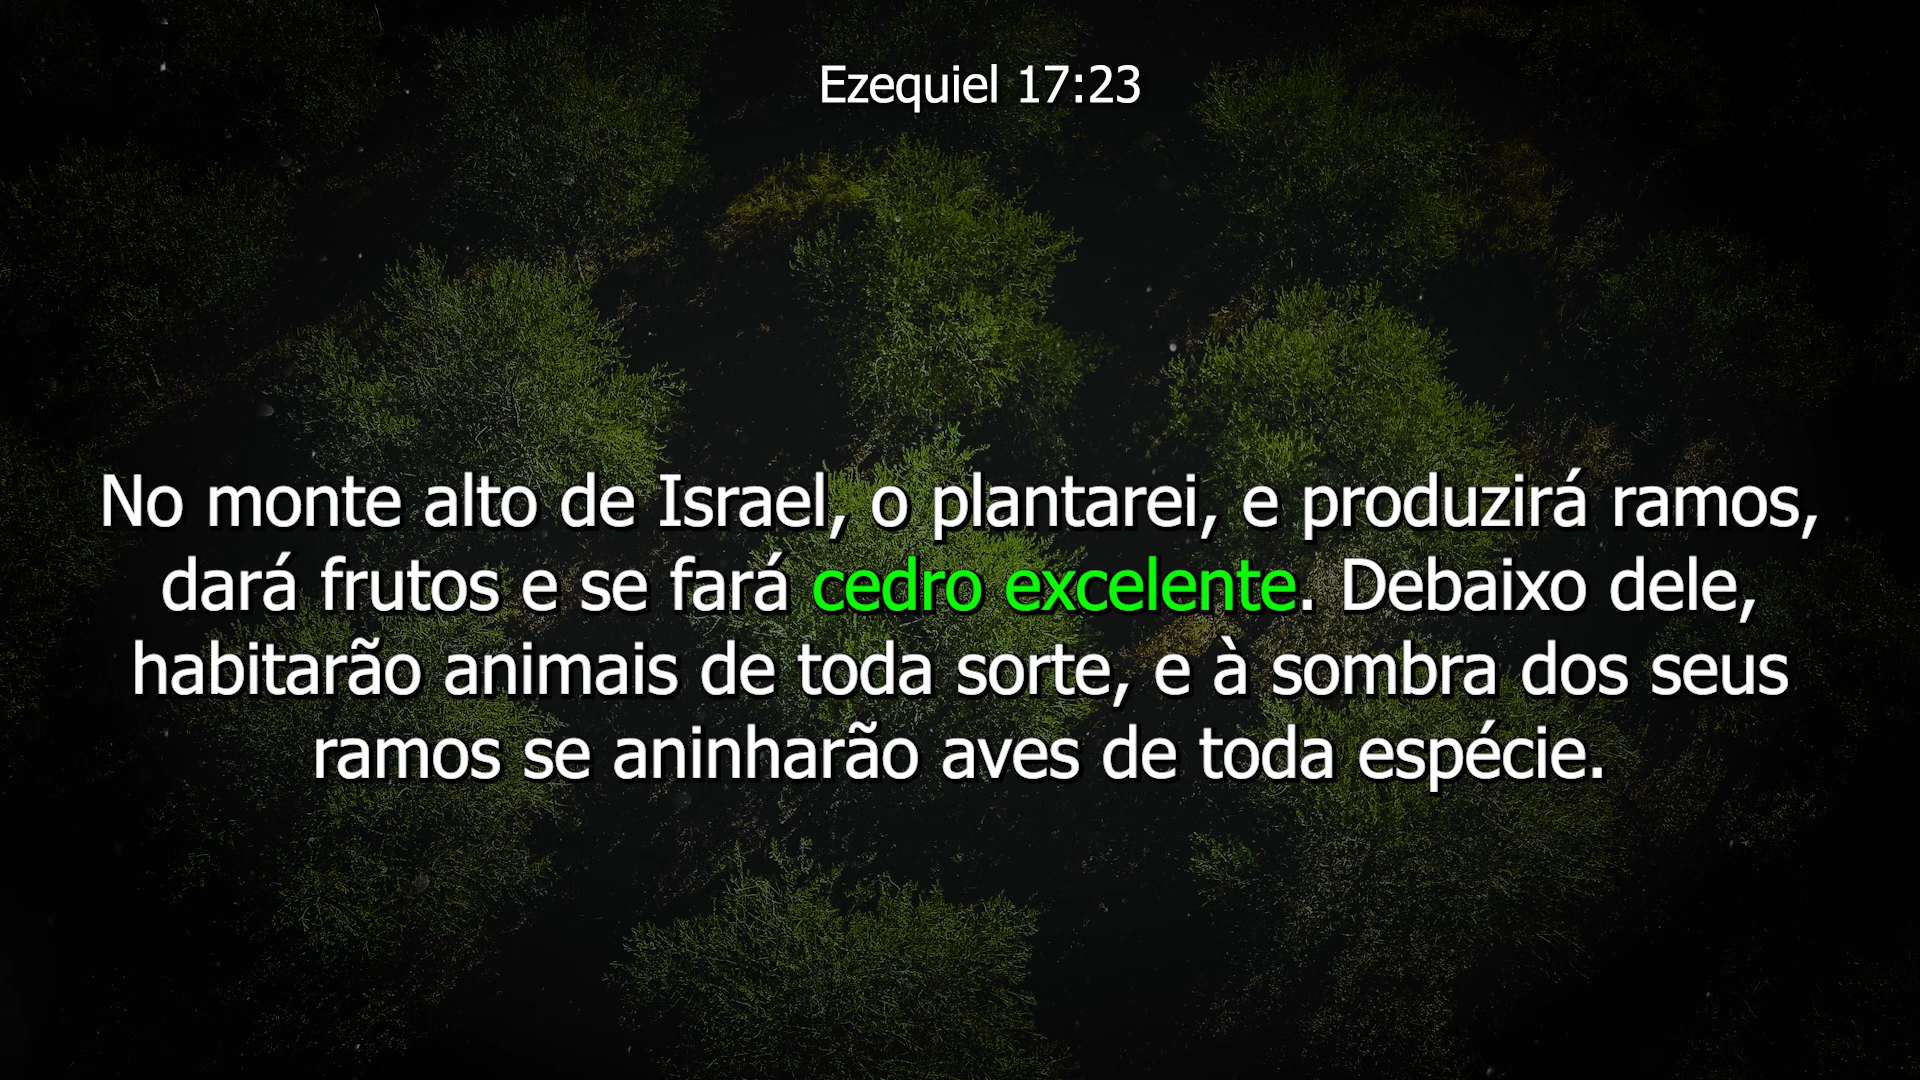 Ezequiel 17:23
No monte alto de Israel, o plantarei, e produzirá ramos,
dará frutos e se fará cedro excelente. Debaixo dele,
habitarão animais de toda sorte, e à sombra dos seus
ramos se aninharão aves de toda espécie.